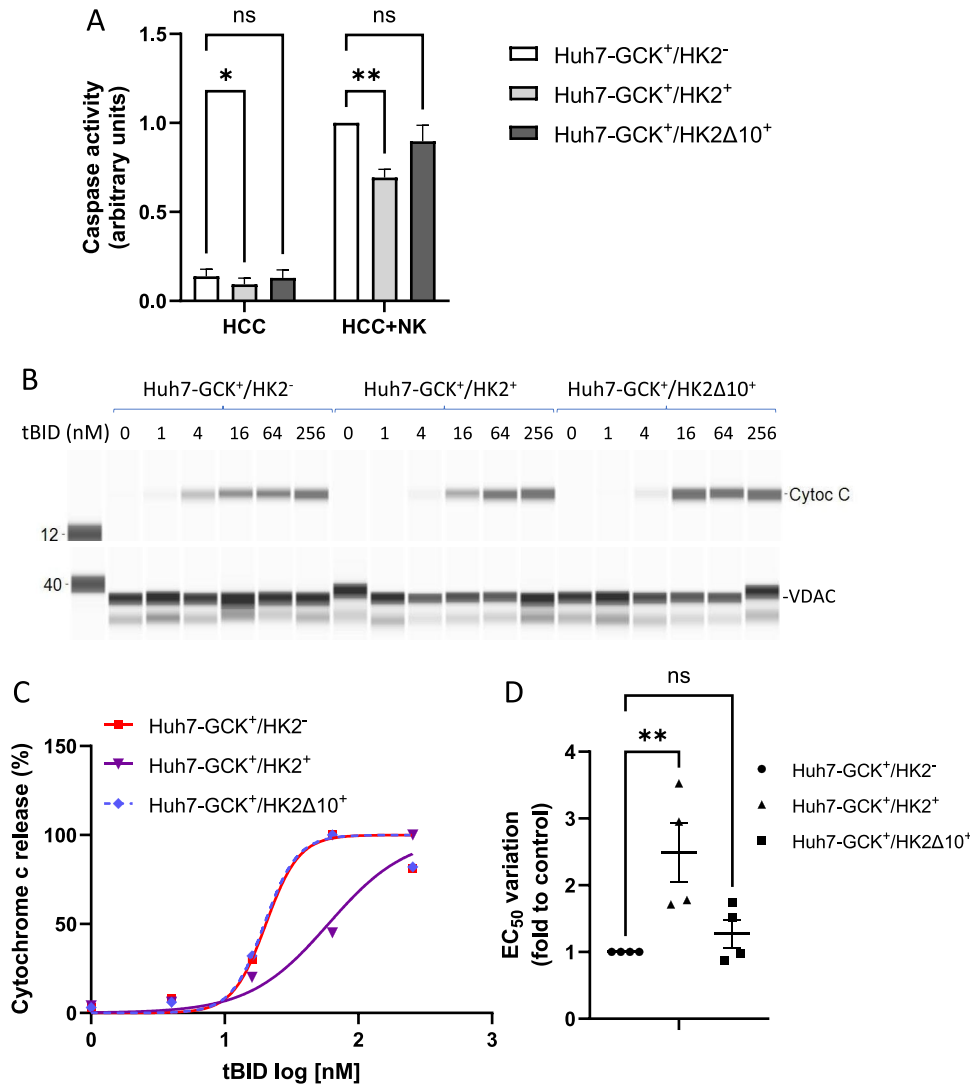 A
ns
ns
*
**
1.5
1.0
0.5
0.0
Caspase activity
(arbitrary units)
HCC
HCC+NK
Huh7-GCK⁺/HK2⁻
Huh7-GCK⁺/HK2⁺
Huh7-GCK⁺/HK2Δ10⁺
B
Huh7-GCK⁺/HK2⁻ Huh7-GCK⁺/HK2⁺ Huh7-GCK⁺/HK2Δ10⁺
tBID (nM) 0 1 4 16 64 256 0 1 4 16 64 256 0 1 4 16 64 256
-Cytoc C
12-
40-
-VDAC
C
Huh7-GCK⁺/HK2⁻
Huh7-GCK⁺/HK2⁺
Huh7-GCK⁺/HK2Δ10⁺
150
100
50
0
Cytochrome c release (%)
0 1 2 3
tBID log [nM]
D
ns
**
4
3
2
1
0
EC₅₀ variation
(fold to control)
Huh7-GCK⁺/HK2⁻
Huh7-GCK⁺/HK2⁺
Huh7-GCK⁺/HK2Δ10⁺